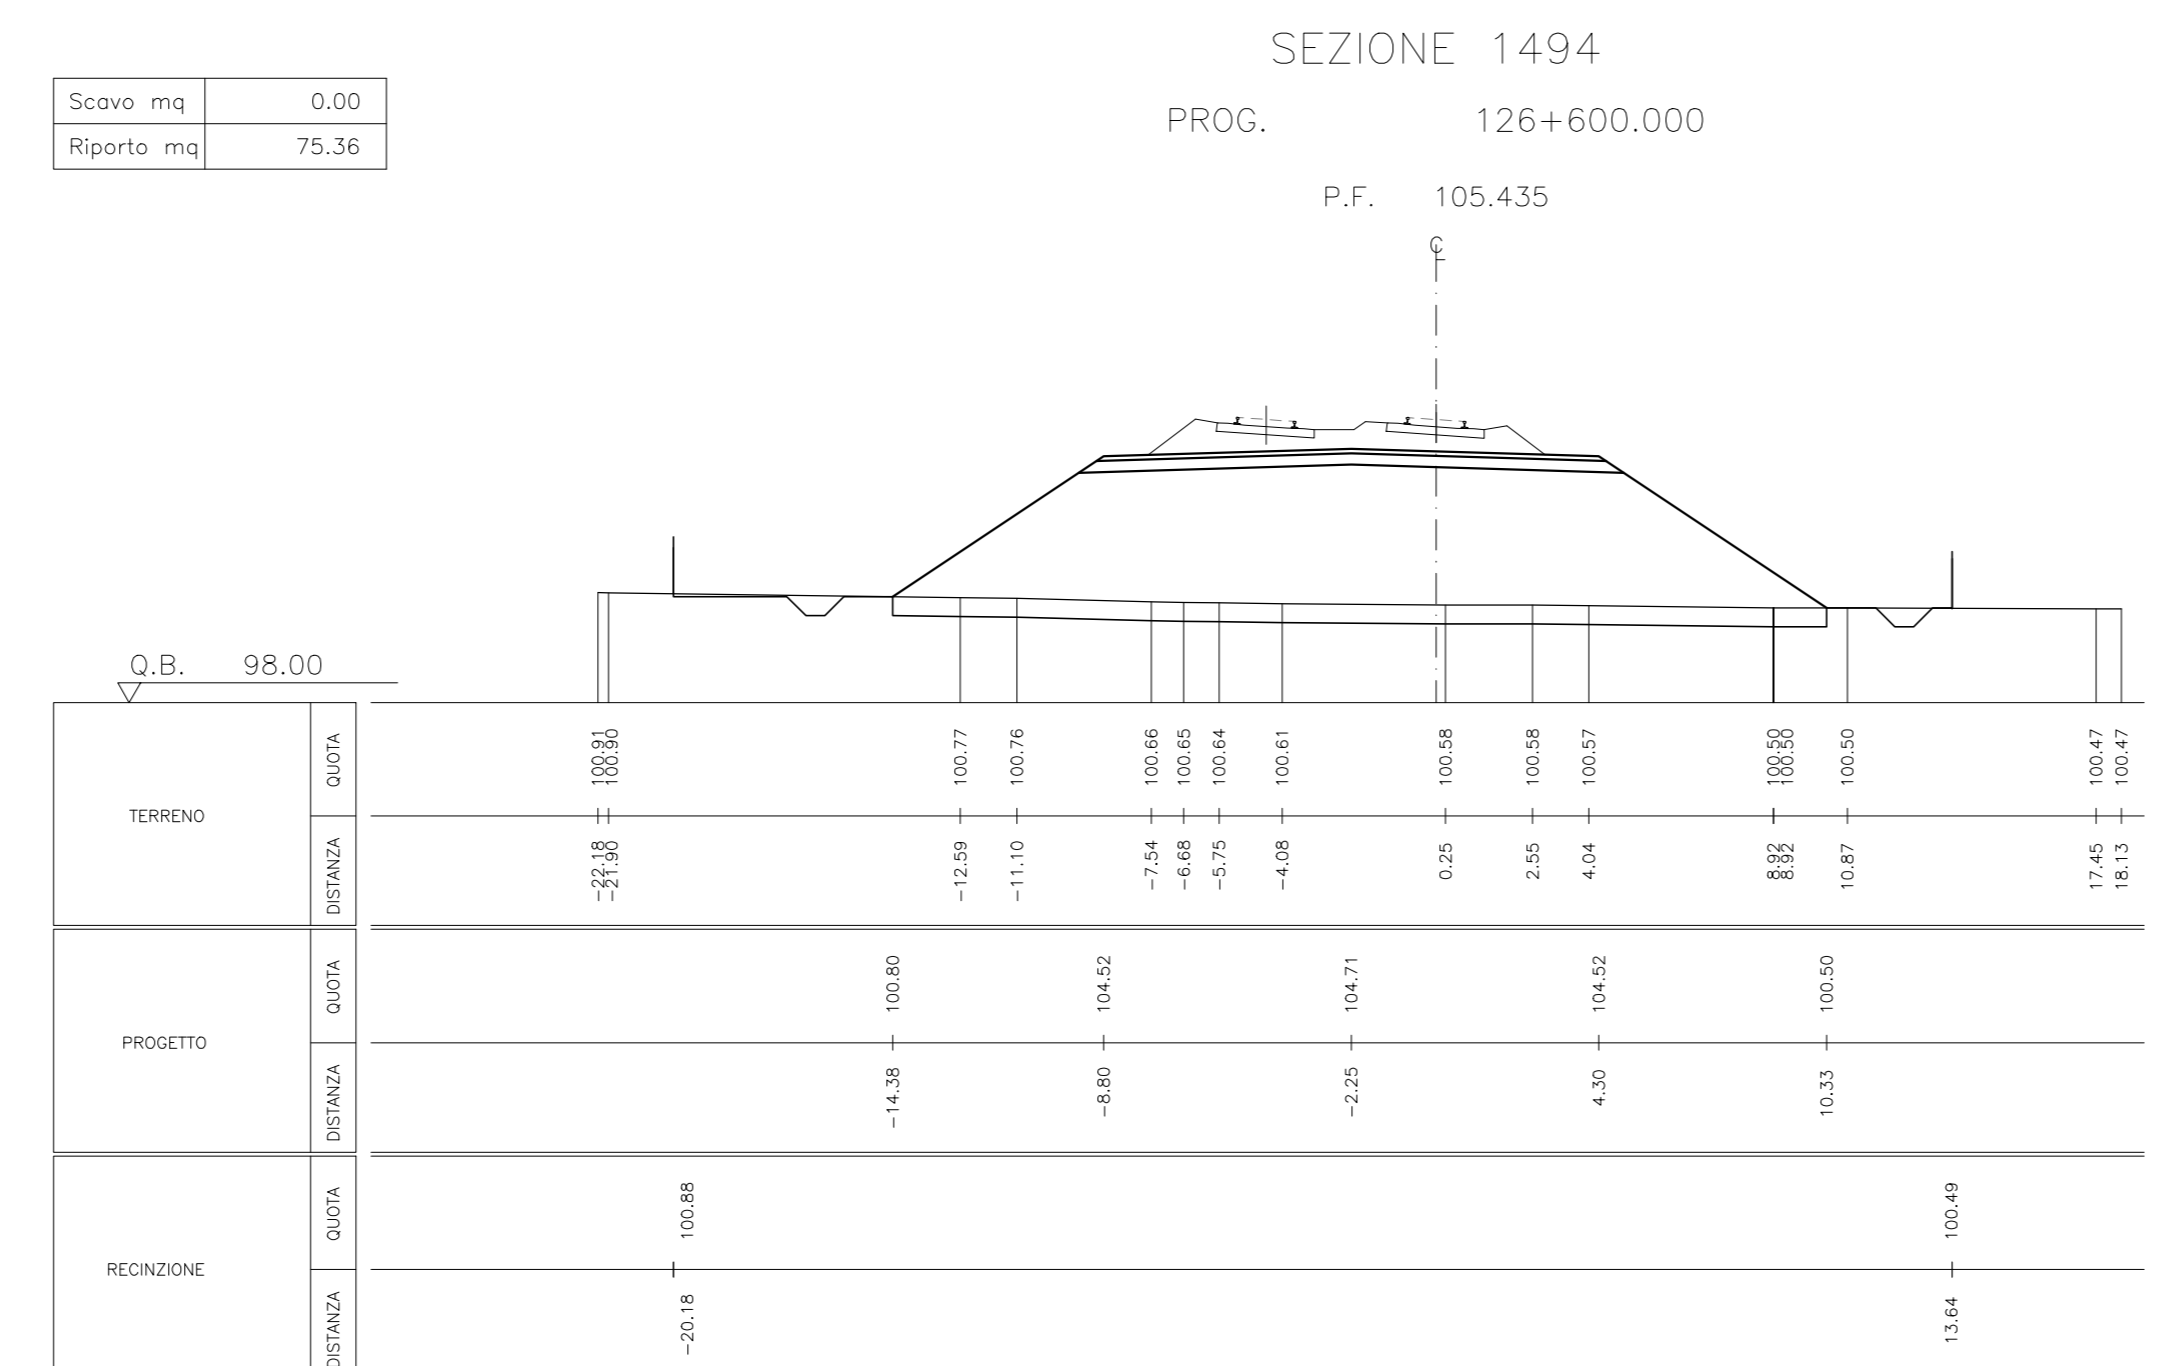 SEZIONE 1494
PROG. 126+600.000
P.F. 105.435
Scavo mq 0.00
Riporto mq 75.36
℄
Q.B. 98.00
TERRENO
QUOTA
100.91 100.90 100.77 100.76 100.66 100.65 100.64 100.61 100.58 100.58 100.57 100.50 100.50 100.50 100.47 100.47
DISTANZA
-22.18 -21.90 -12.59 -11.10 -7.54 -6.68 -5.75 -4.08 0.25 2.55 4.04 8.92 8.92 10.87 17.45 18.13
PROGETTO
QUOTA
100.80 104.52 104.71 104.52 100.50
DISTANZA
-14.38 -8.80 -2.25 4.30 10.33
RECINZIONE
QUOTA
100.88 100.49
DISTANZA
-20.18 13.64